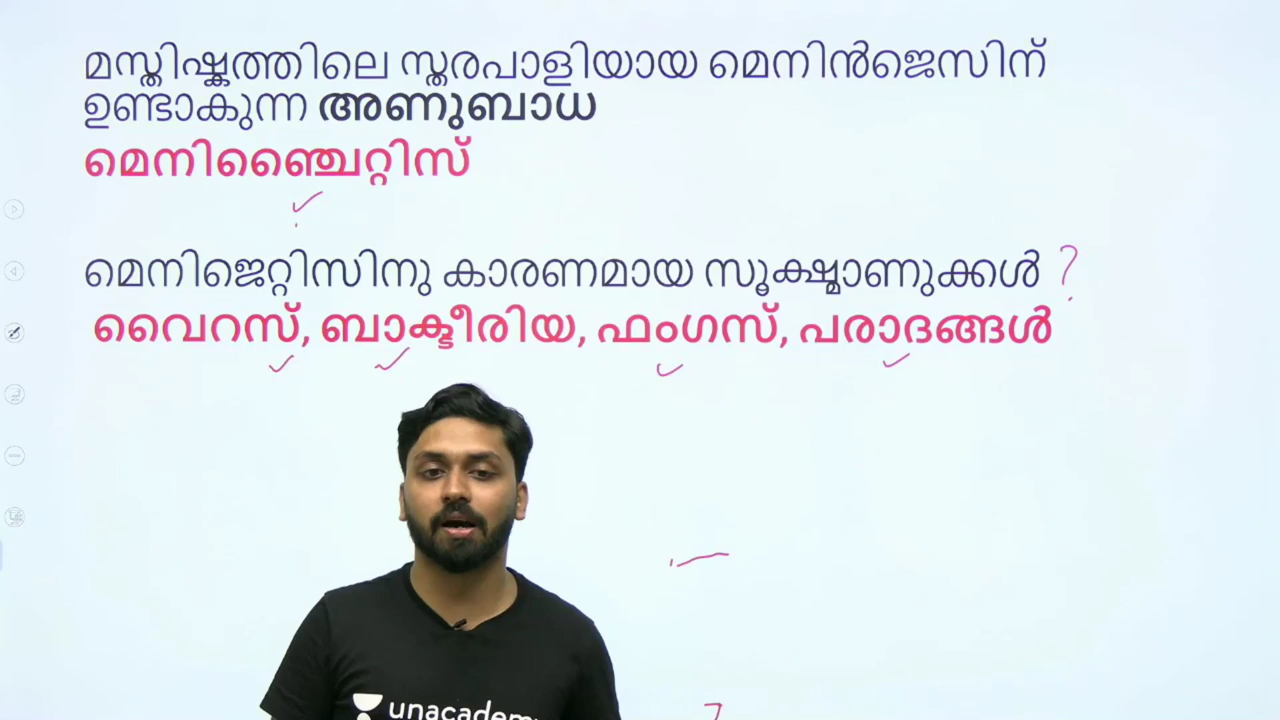 മസ്തിഷ്കത്തിലെ സ്തരപാളിയായ മെനിൻജെസിന്
ഉണ്ടാകുന്ന അണുബാധ
മെനിഞ്ചൈറ്റിസ്
മെനിജെറ്റിസിനു കാരണമായ സൂക്ഷ്മാണുക്കൾ ?
വൈറസ്, ബാക്ടീരിയ, ഫംഗസ്, പരാദങ്ങൾ
unacademy